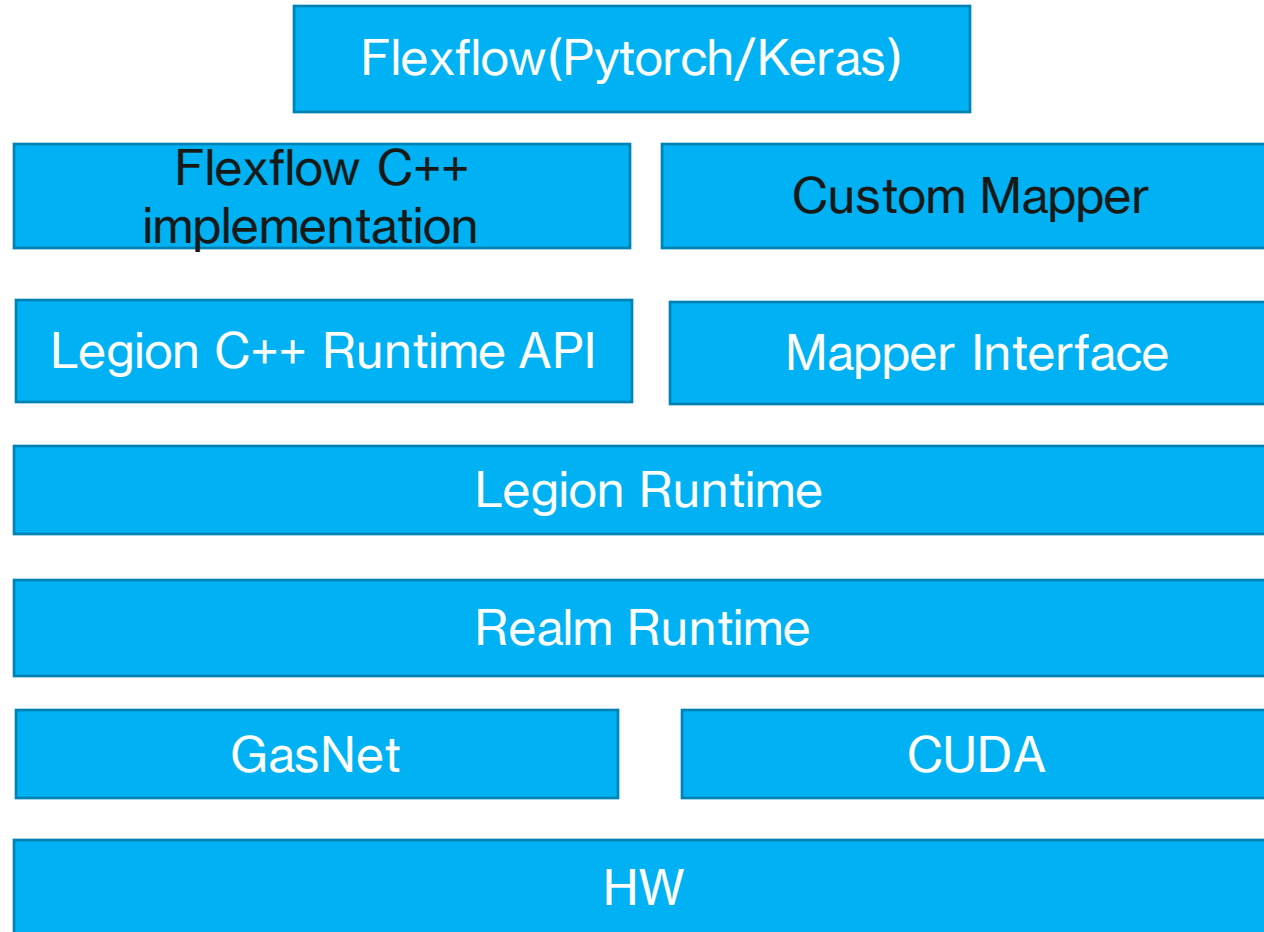 Flexflow(Pytorch/Keras)
Flexflow C++
implementation
Custom Mapper
Legion C++ Runtime API
Mapper Interface
Legion Runtime
Realm Runtime
GasNet
CUDA
HW